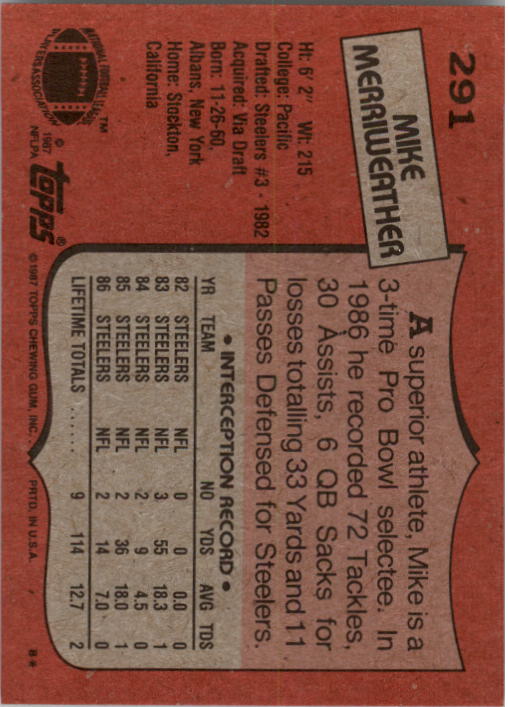 291
MIKE
MERRIWEATHER
Ht: 6' 2" Wt: 215
College: Pacific
Drafted: Steelers #3 - 1982
Acquired: Via Draft
Born: 11-26-60,
Albans, New York
Home: Stockton,
California
A superior athlete, Mike is a
3-time Pro Bowl selectee. In
1986 he recorded 72 Tackles,
30 Assists, 6 QB Sacks for
losses totalling 33 Yards and 11
Passes Defensed for Steelers.
• INTERCEPTION RECORD •
YR TEAM NO YDS AVG TDS
82 STEELERS NFL 0 0 0.0 0
83 STEELERS NFL 3 55 18.3 1
84 STEELERS NFL 2 9 4.5 0
85 STEELERS NFL 2 36 18.0 1
86 STEELERS NFL 2 14 7.0 0
LIFETIME TOTALS ...... 9 114 12.7 2
NATIONAL FOOTBALL LEAGUE
PLAYERS ASSOCIATION
™
© 1987
NFLPA
topps®
© 1987 TOPPS CHEWING GUM, INC. PRTD. IN U.S.A. B*